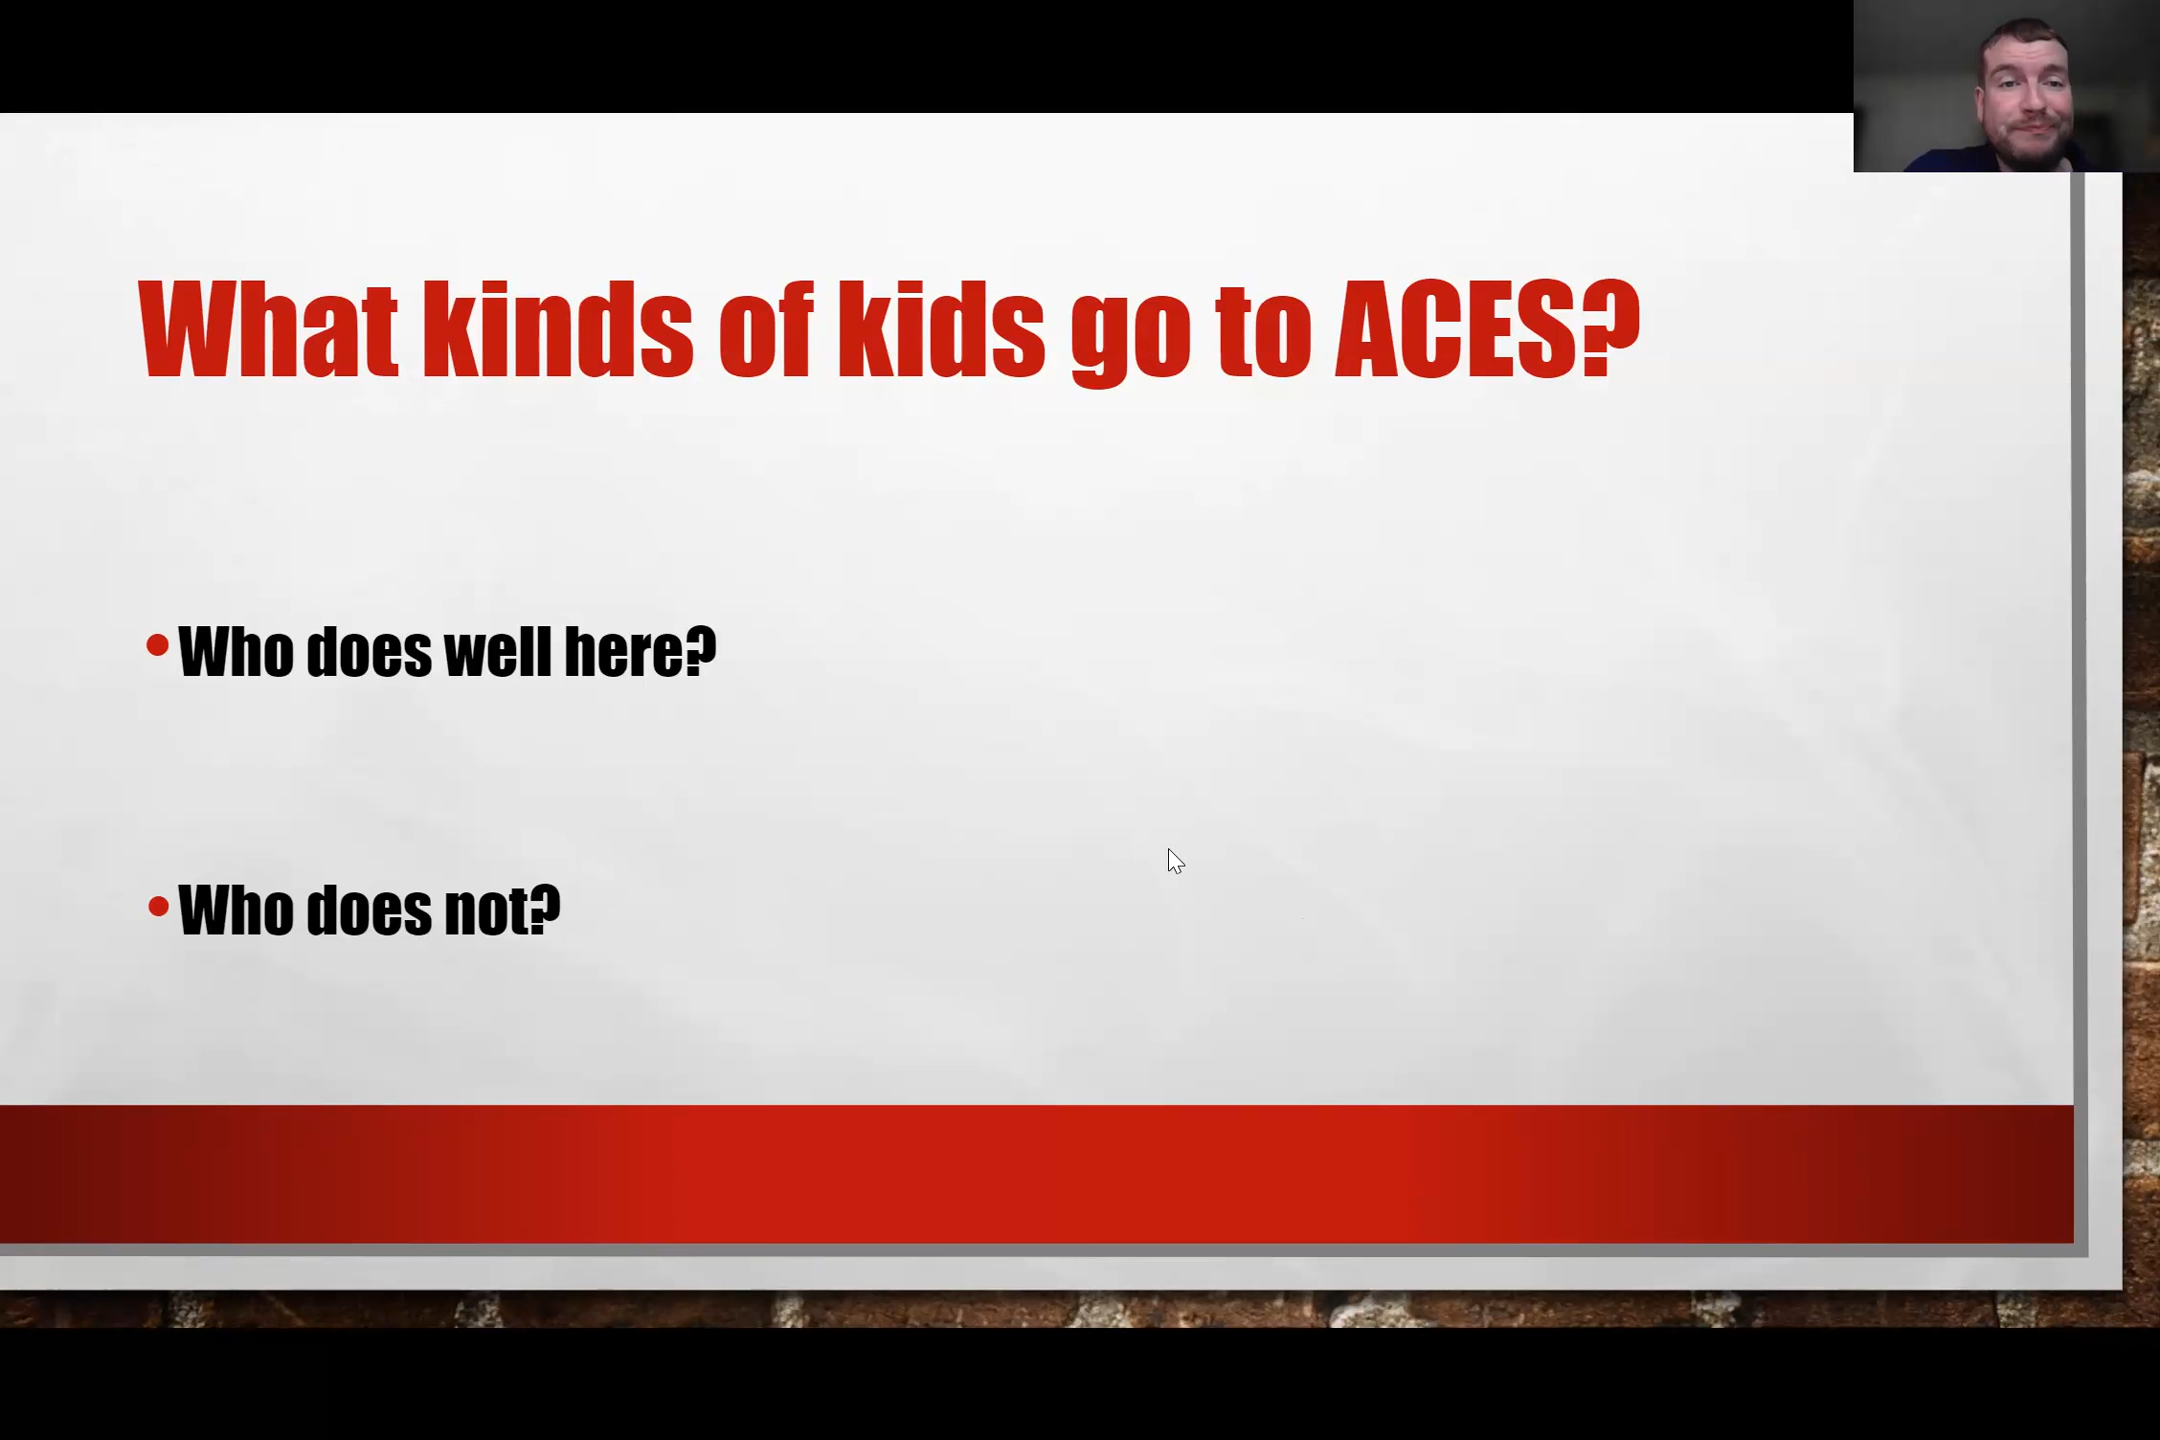 What kinds of kids go to ACES?
•Who does well here?
•Who does not?